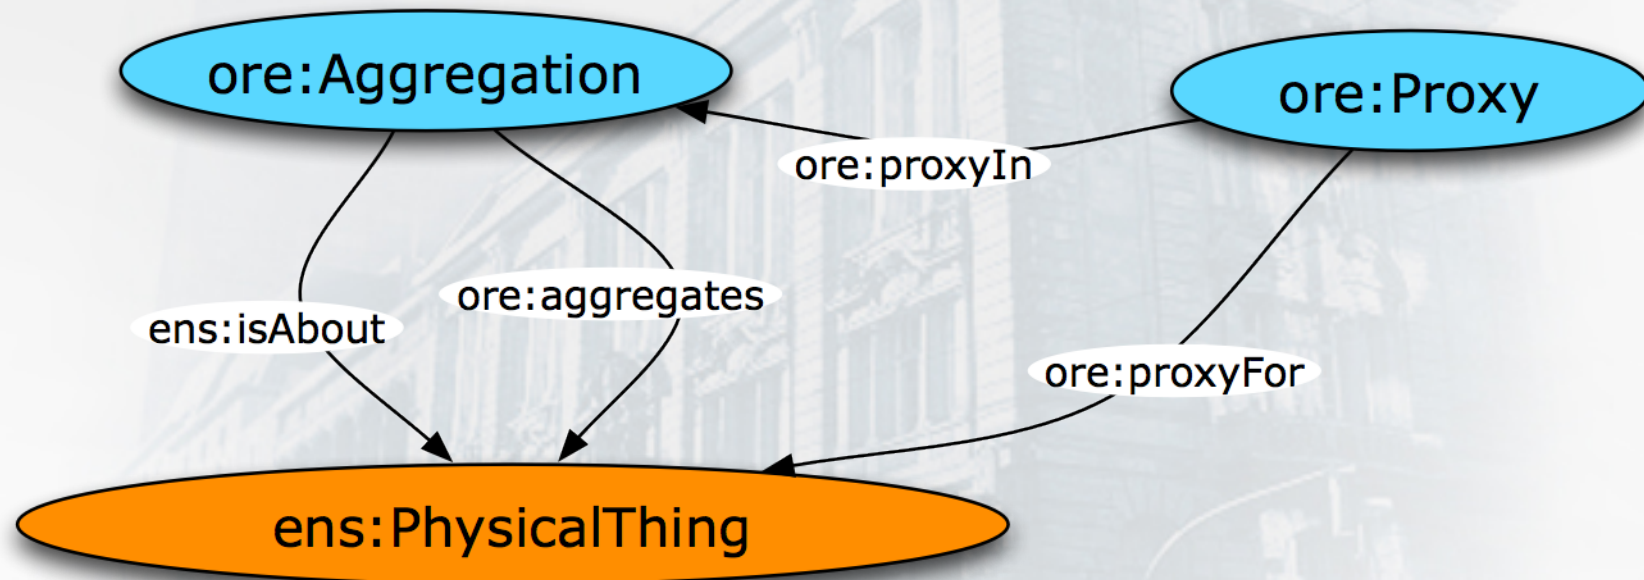 ore:Aggregation
ore:Proxy
ore:proxyIn
ore:aggregates
ens:isAbout
ore:proxyFor
ens:PhysicalThing